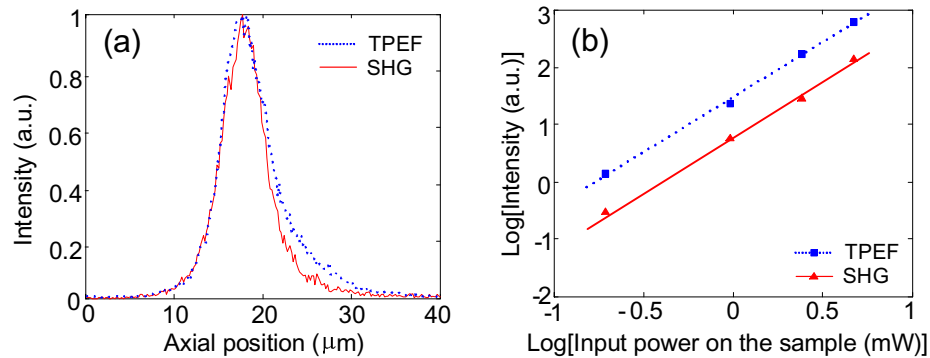 (a)
TPEF
SHG
Intensity (a.u.)
1
0.8
0.6
0.4
0.2
0
0 10 20 30 40
Axial position (μm)
(b)
Log[Intensity (a.u.)]
3
2
1
0
-1
-2
TPEF
SHG
-1 -0.5 0 0.5 1
Log[Input power on the sample (mW)]